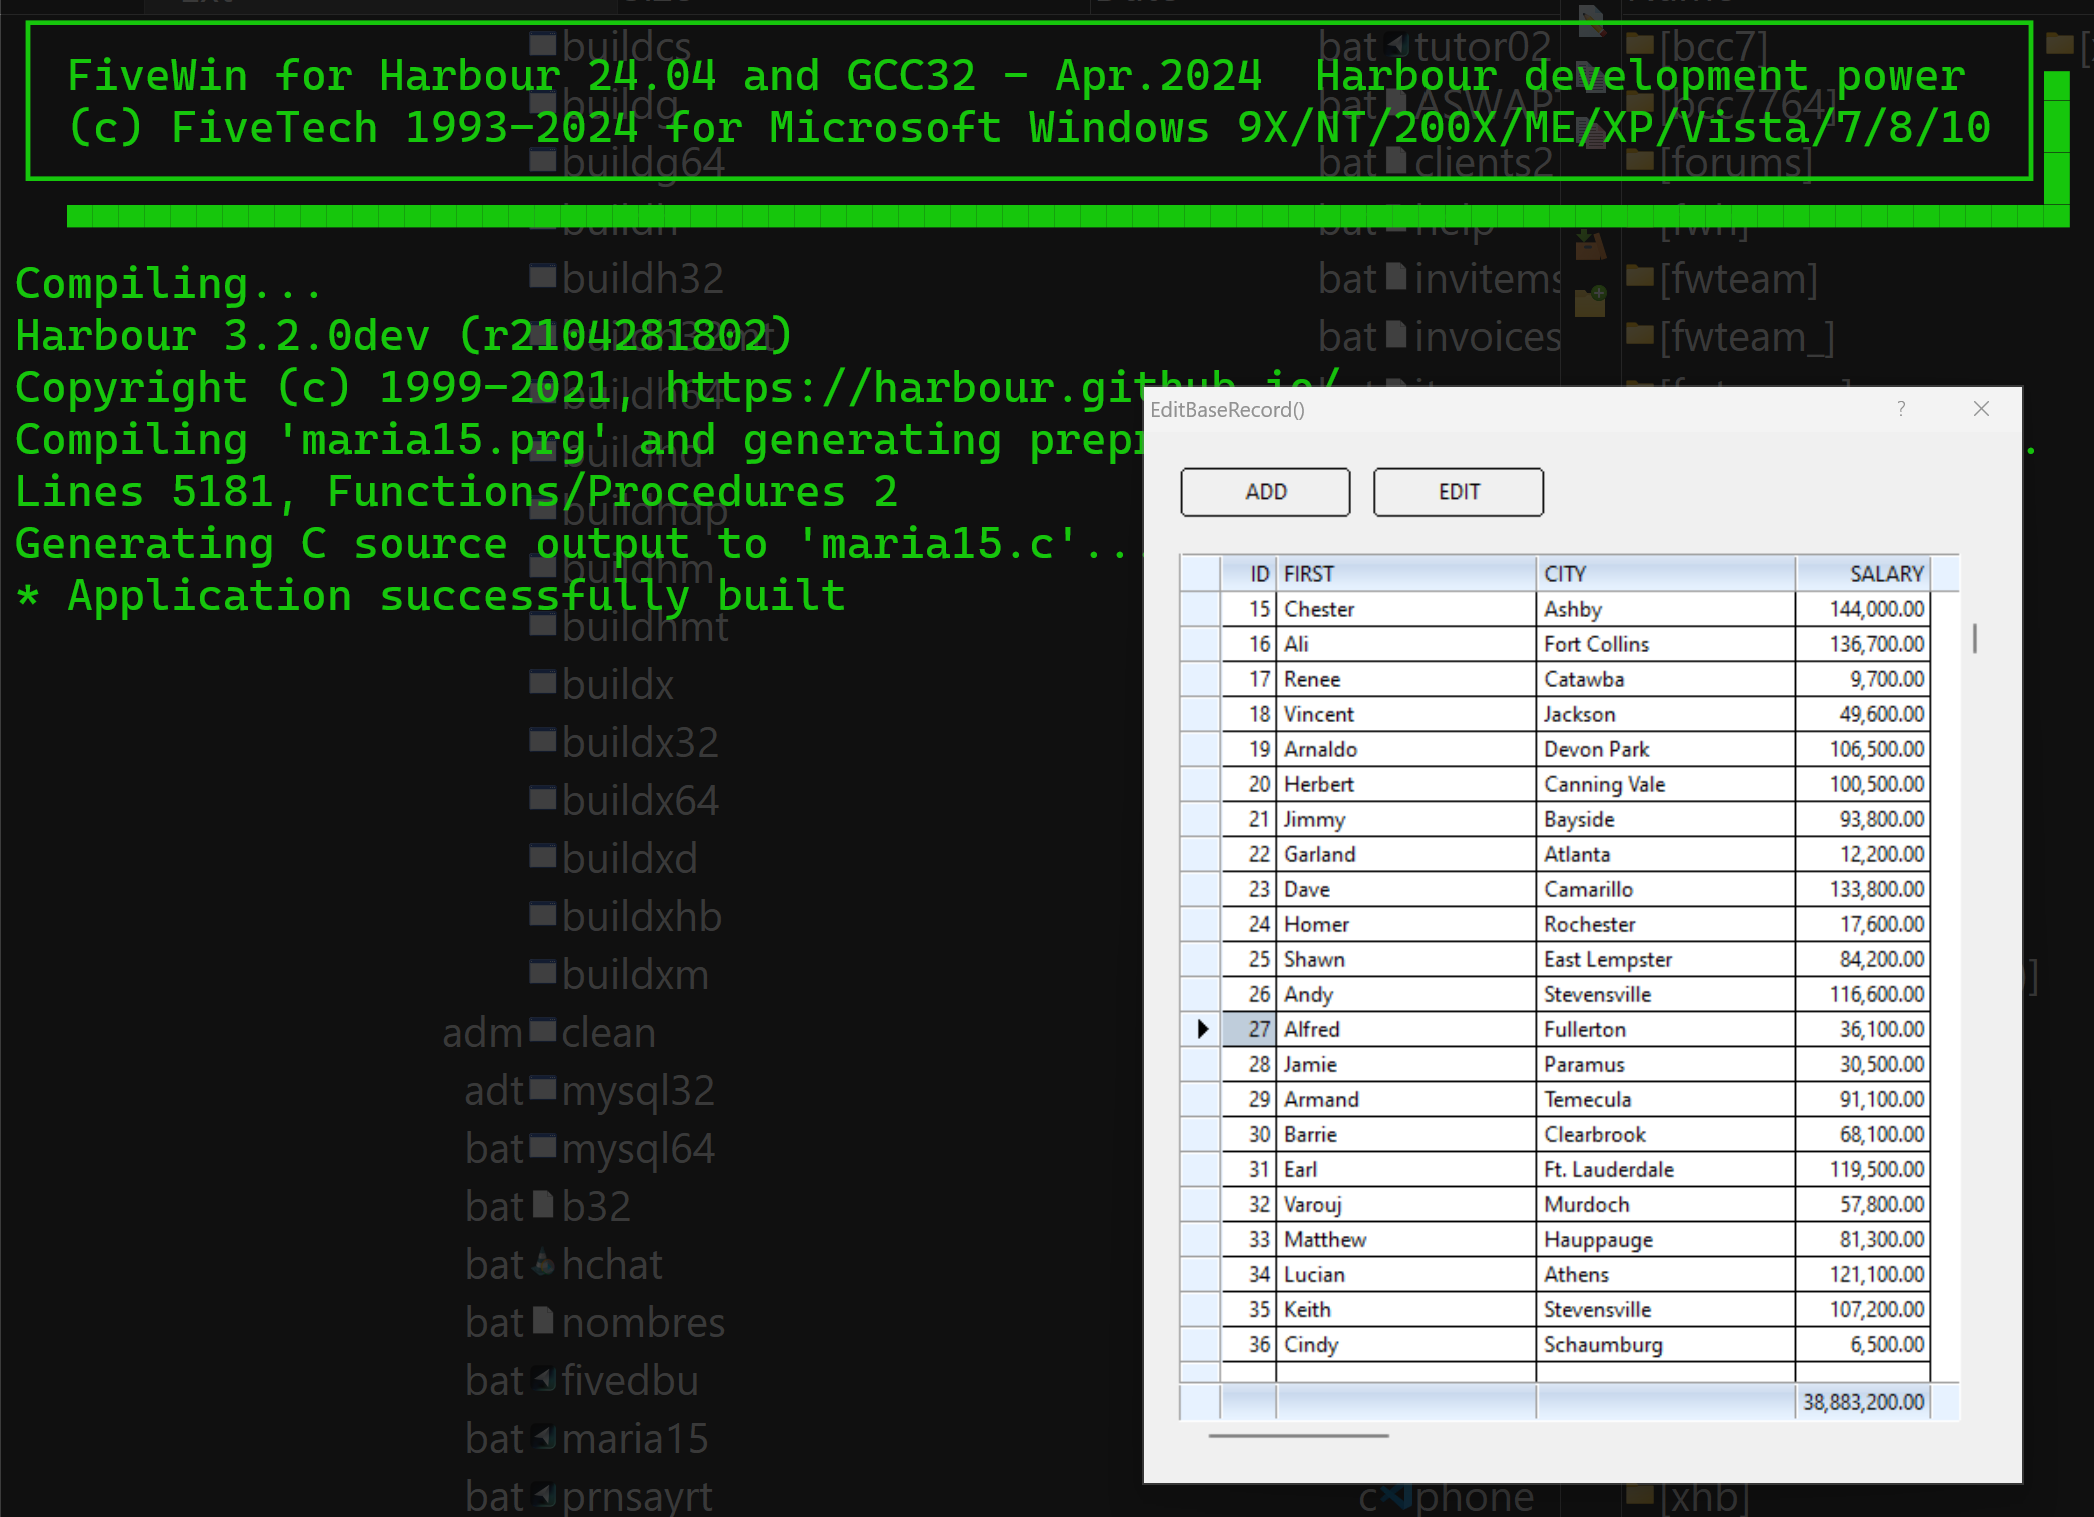 FiveWin for Harbour 24.04 and GCC32 - Apr.2024  Harbour development power
(c) FiveTech 1993-2024 for Microsoft Windows 9X/NT/200X/ME/XP/Vista/7/8/10
Compiling...
Harbour 3.2.0dev (r2104281802)
Copyright (c) 1999-2021, https://harbour.github.io/
Compiling 'maria15.prg' and generating
Lines 5181, Functions/Procedures 2
Generating C source output to 'maria15.c'...
* Application successfully built
EditBaseRecord()
?
ADD EDIT
ID FIRST CITY SALARY
15 Chester Ashby 144,000.00
16 Ali Fort Collins 136,700.00
17 Renee Catawba 9,700.00
18 Vincent Jackson 49,600.00
19 Arnaldo Devon Park 106,500.00
20 Herbert Canning Vale 100,500.00
21 Jimmy Bayside 93,800.00
22 Garland Atlanta 12,200.00
23 Dave Camarillo 133,800.00
24 Homer Rochester 17,600.00
25 Shawn East Lempster 84,200.00
26 Andy Stevensville 116,600.00
27 Alfred Fullerton 36,100.00
28 Jamie Paramus 30,500.00
29 Armand Temecula 91,100.00
30 Barrie Clearbrook 68,100.00
31 Earl Ft. Lauderdale 119,500.00
32 Varouj Murdoch 57,800.00
33 Matthew Hauppauge 81,300.00
34 Lucian Athens 121,100.00
35 Keith Stevensville 107,200.00
36 Cindy Schaumburg 6,500.00
38,883,200.00
buildcs
buildg
buildg64
buildh32
buildh32mt
buildh64
buildhd
buildhdp
buildhm
buildhmt
buildx
buildx32
buildx64
buildxd
buildxhb
buildxm
adm clean
adt mysql32
bat mysql64
bat b32
bat hchat
bat nombres
bat fivedbu
bat maria15
bat prnsayrt
bat tutor02
bat ASWAP
bat clients2
bat help
bat invitems
bat invoices
c phone
[bcc7]
[bcc7764]
[forums]
[fwh]
[fwteam]
[fwteam_]
[xhb]